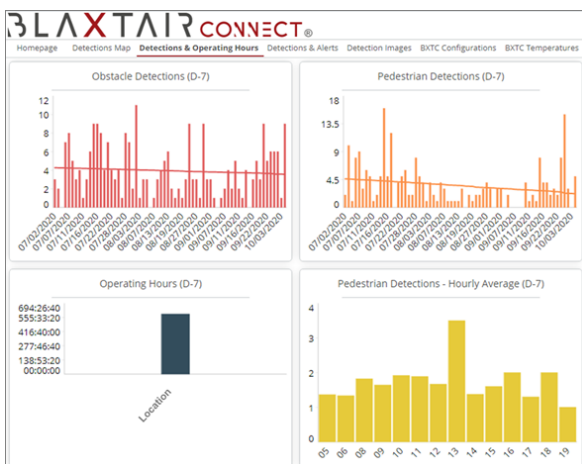 BLAXTAIR CONNECT®
Homepage Detections Map Detections & Operating Hours Detections & Alerts Detection Images BXTC Configurations BXTC Temperatures
Obstacle Detections (D-7)
12
10
8
6
4
2
0
07/02/2020 07/07/2020 07/11/2020 07/16/2020 07/22/2020 07/28/2020 08/03/2020 08/07/2020 08/13/2020 08/19/2020 08/27/2020 09/01/2020 09/07/2020 09/11/2020 09/16/2020 09/22/2020 10/03/2020
Pedestrian Detections (D-7)
18
13.5
9
4.5
0
07/02/2020 07/07/2020 07/11/2020 07/16/2020 07/22/2020 07/28/2020 08/03/2020 08/07/2020 08/13/2020 08/19/2020 08/27/2020 09/01/2020 09/07/2020 09/11/2020 09/16/2020 09/22/2020 10/03/2020
Operating Hours (D-7)
694:26:40
555:33:20
416:40:00
277:46:40
138:53:20
00:00:00
Location
Pedestrian Detections - Hourly Average (D-7)
4
3
2
1
0
05 06 08 09 10 11 12 13 14 15 16 17 18 19